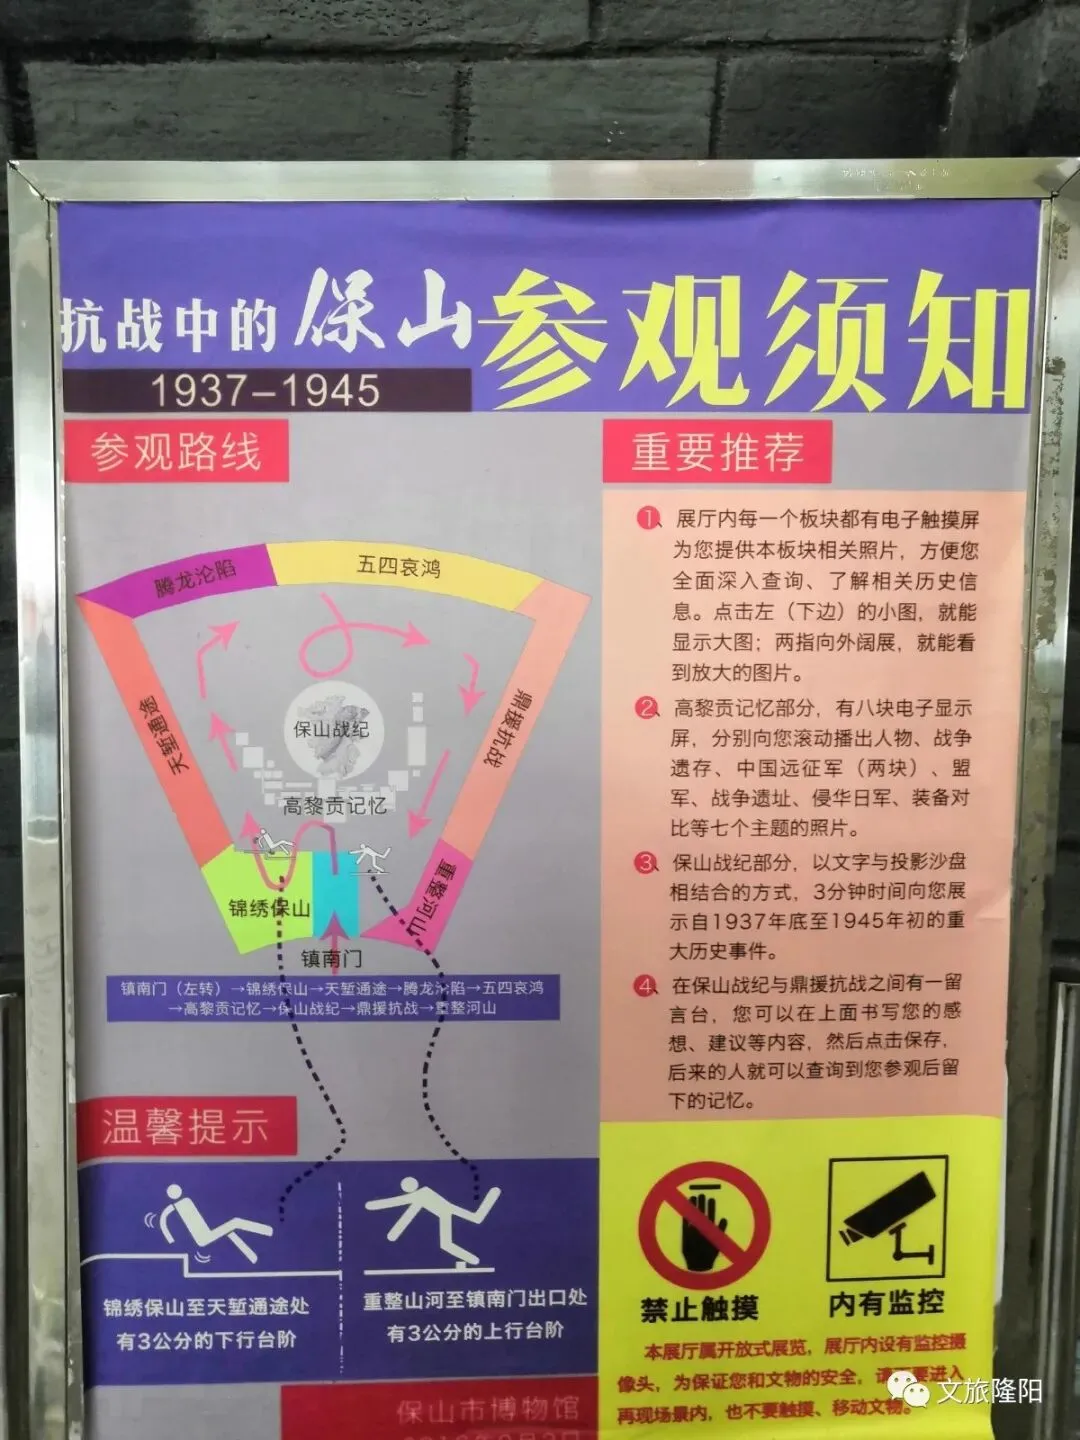 抗战中的保山参观须知
1937-1945
参观路线
腾龙沦陷
五四哀鸿
天堑通途
鼎援抗战
保山战纪
高黎贡记忆
锦绣保山
重整河山
镇南门
镇南门（左转）→锦绣保山→天堑通途→腾龙沦陷→五四哀鸿
→高黎贡记忆→保山战纪→鼎援抗战→重整河山
温馨提示
锦绣保山至天堑通途处
有3公分的下行台阶
重整山河至镇南门出口处
有3公分的上行台阶
重要推荐
1 展厅内每一个板块都有电子触摸屏
为您提供本板块相关照片，方便您
全面深入查询、了解相关历史信
息。点击左（下边）的小图，就能
显示大图；两指向外阔展，就能看
到放大的图片。
2 高黎贡记忆部分，有八块电子显示
屏，分别向您滚动播出人物、战争
遗存、中国远征军（两块）、盟
军、战争遗址、侵华日军、装备对
比等七个主题的照片。
3 保山战纪部分，以文字与投影沙盘
相结合的方式，3分钟时间向您展
示自1937年底至1945年初的重
大历史事件。
4 在保山战纪与鼎援抗战之间有一留
言台，您可以在上面书写您的感
想、建议等内容，然后点击保存，
后来的人就可以查询到您参观后留
下的记忆。
禁止触摸
内有监控
本展厅属开放式展览，展厅内设有监控摄
像头，为保证您和文物的安全，请不要进入
再现场景内，也不要触摸、移动文物。
保山市博物馆
文旅隆阳